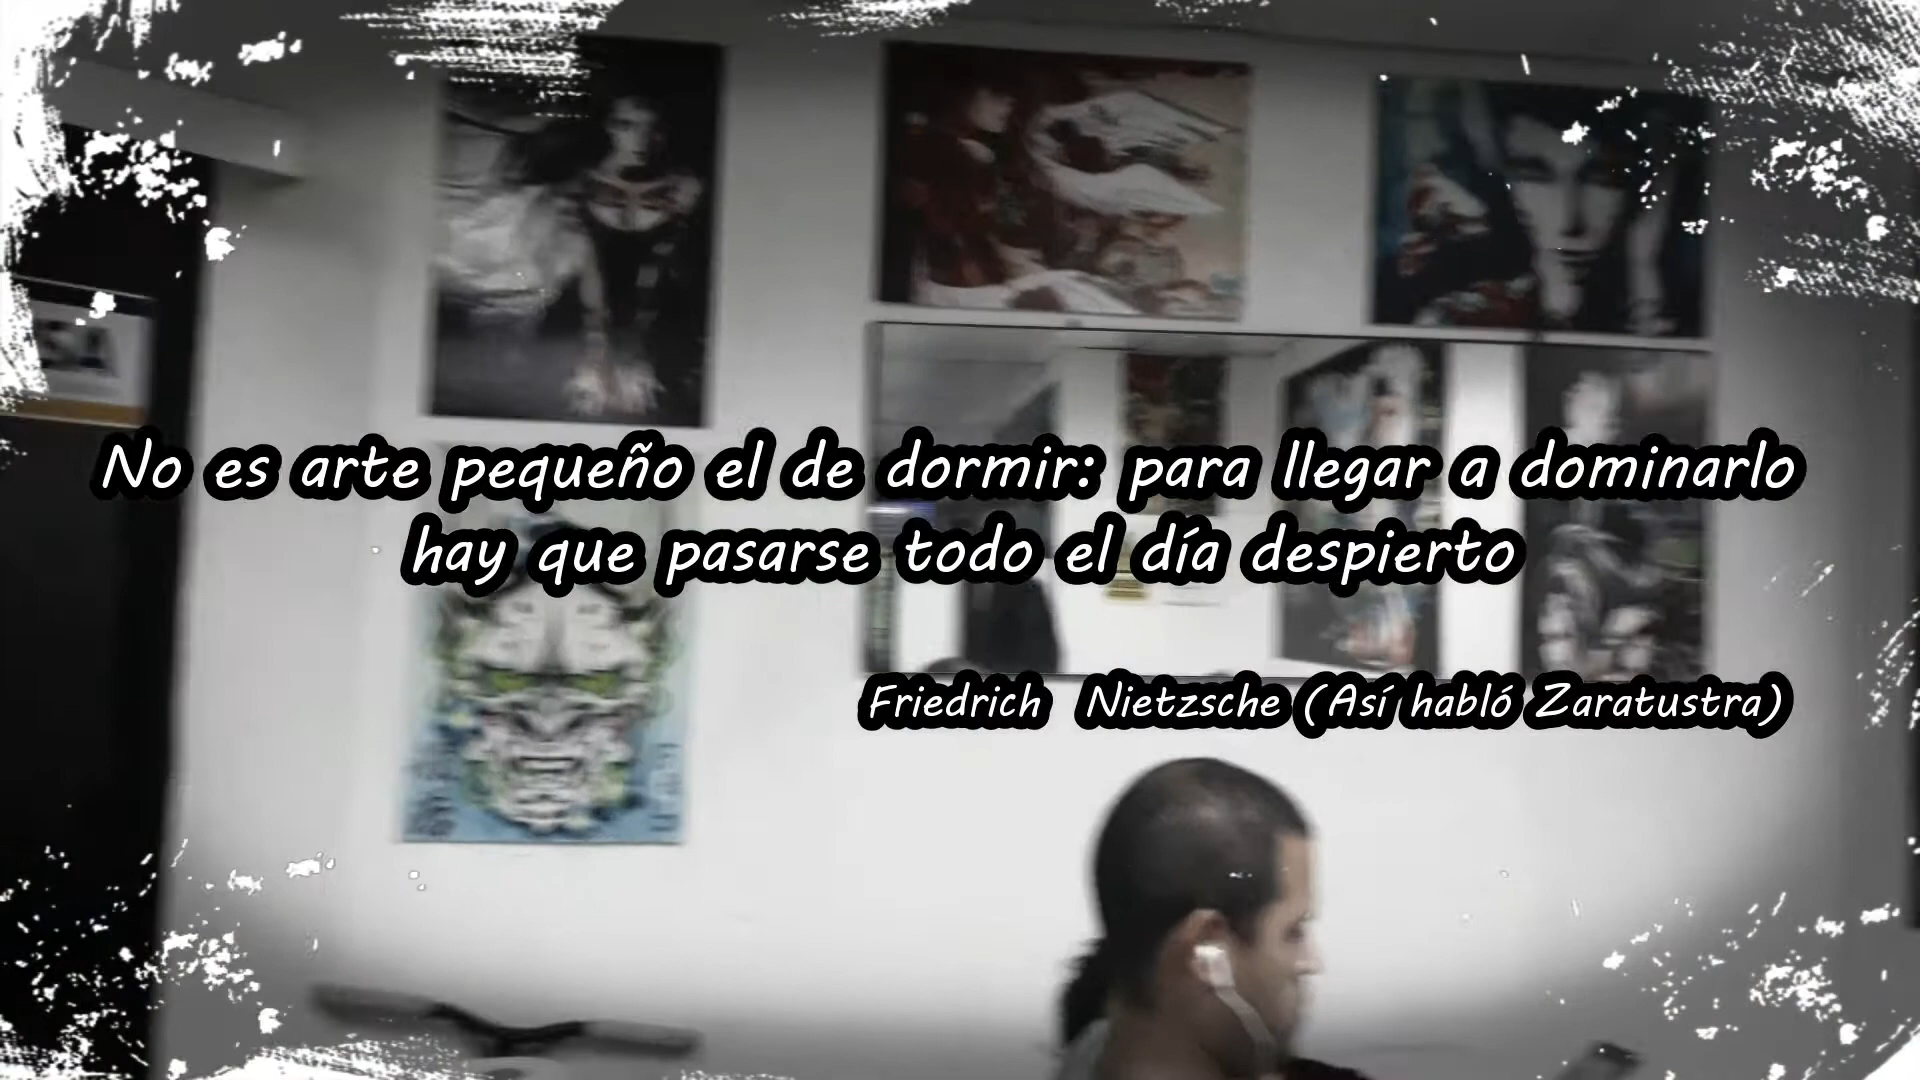 No es arte pequeño el de dormir: para llegar a dominarlo
hay que pasarse todo el día despierto
Friedrich Nietzsche (Así habló Zaratustra)